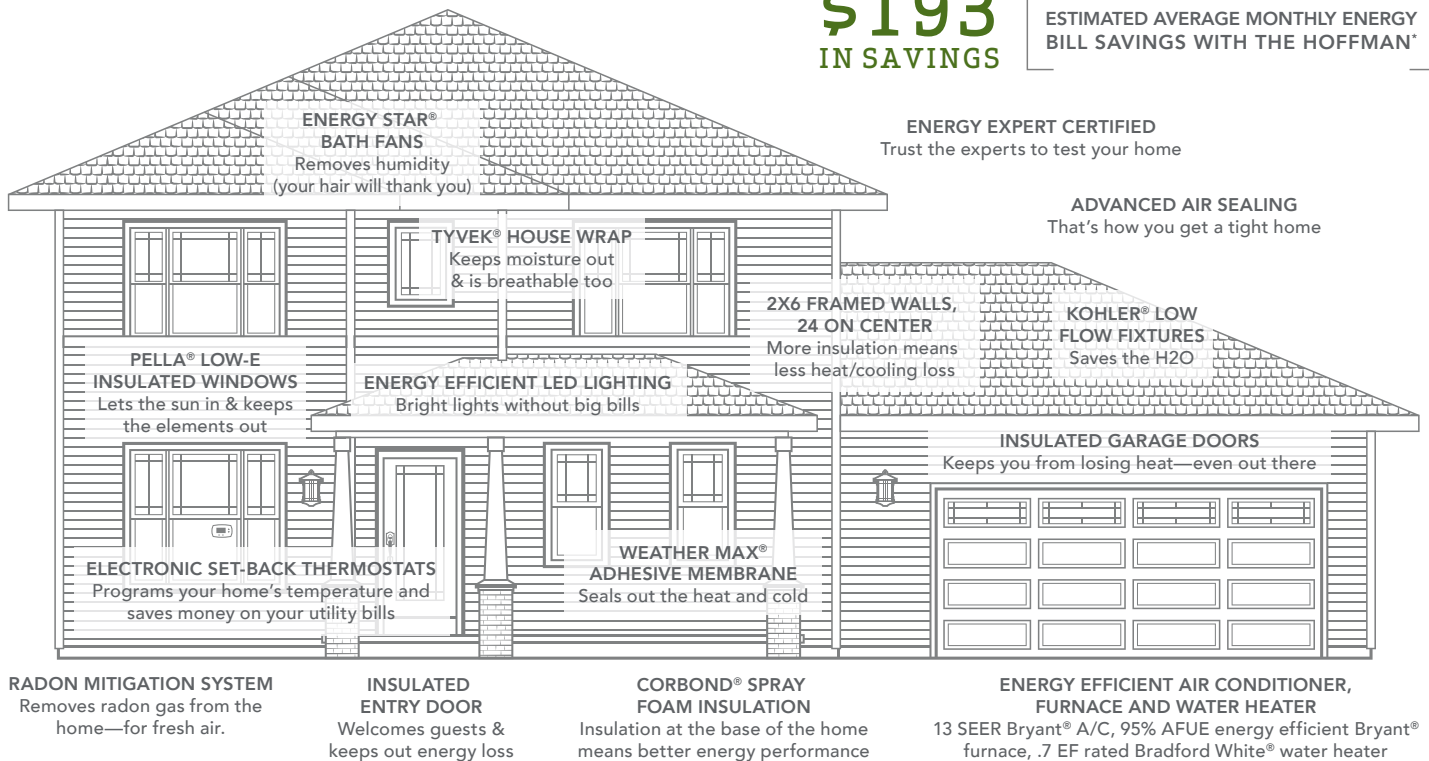 $193
IN SAVINGS
ESTIMATED AVERAGE MONTHLY ENERGY
BILL SAVINGS WITH THE HOFFMAN*
ENERGY STAR®
BATH FANS
Removes humidity
(your hair will thank you)
ENERGY EXPERT CERTIFIED
Trust the experts to test your home
ADVANCED AIR SEALING
That's how you get a tight home
TYVEK® HOUSE WRAP
Keeps moisture out
& is breathable too
2X6 FRAMED WALLS,
24 ON CENTER
More insulation means
less heat/cooling loss
KOHLER® LOW
FLOW FIXTURES
Saves the H2O
PELLA® LOW-E
INSULATED WINDOWS
Lets the sun in & keeps
the elements out
ENERGY EFFICIENT LED LIGHTING
Bright lights without big bills
INSULATED GARAGE DOORS
Keeps you from losing heat—even out there
ELECTRONIC SET-BACK THERMOSTATS
Programs your home's temperature and
saves money on your utility bills
WEATHER MAX®
ADHESIVE MEMBRANE
Seals out the heat and cold
RADON MITIGATION SYSTEM
Removes radon gas from the
home—for fresh air.
INSULATED
ENTRY DOOR
Welcomes guests &
keeps out energy loss
CORBOND® SPRAY
FOAM INSULATION
Insulation at the base of the home
means better energy performance
ENERGY EFFICIENT AIR CONDITIONER,
FURNACE AND WATER HEATER
13 SEER Bryant® A/C, 95% AFUE energy efficient Bryant®
furnace, .7 EF rated Bradford White® water heater